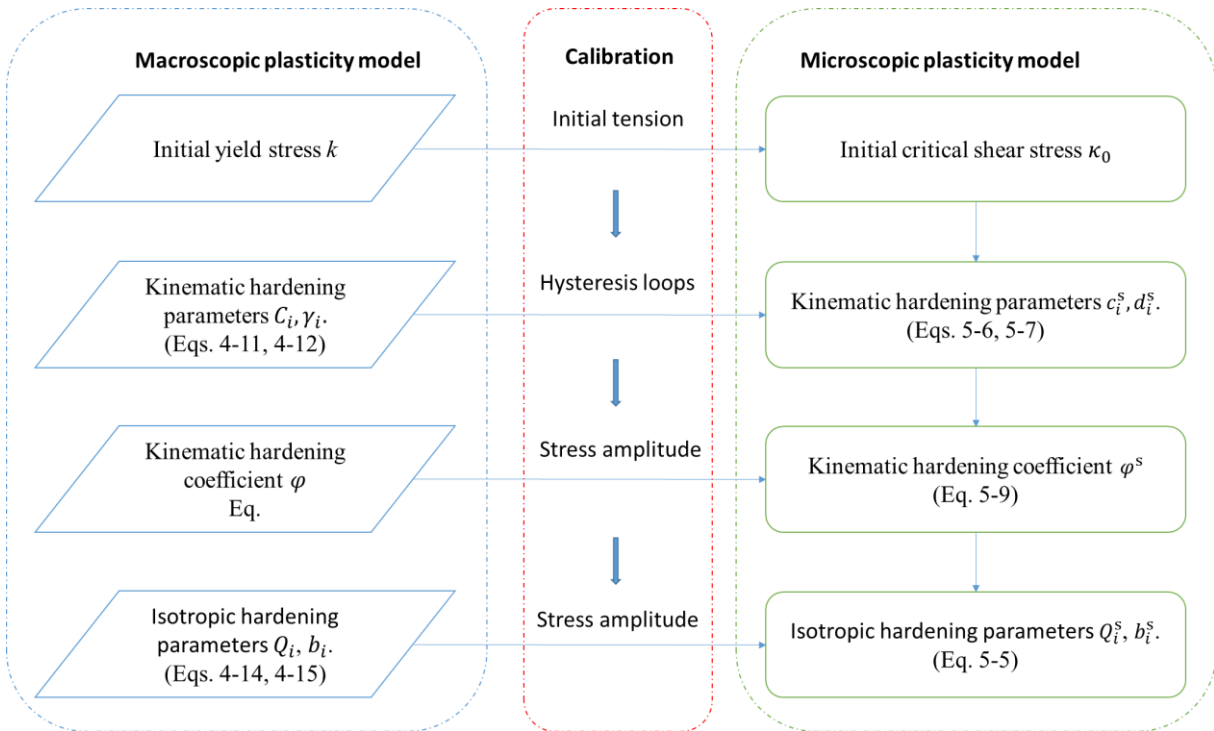 Macroscopic plasticity model
Calibration
Microscopic plasticity model
Initial tension
Initial yield stress k
Initial critical shear stress κ₀
Hysteresis loops
Kinematic hardening
parameters Cᵢ, γᵢ.
(Eqs. 4-11, 4-12)
Kinematic hardening parameters cᵢˢ, dᵢˢ.
(Eqs. 5-6, 5-7)
Stress amplitude
Kinematic hardening
coefficient φ
Eq.
Kinematic hardening coefficient φˢ
(Eq. 5-9)
Stress amplitude
Isotropic hardening
parameters Qᵢ, bᵢ.
(Eqs. 4-14, 4-15)
Isotropic hardening parameters Qᵢˢ, bᵢˢ.
(Eq. 5-5)